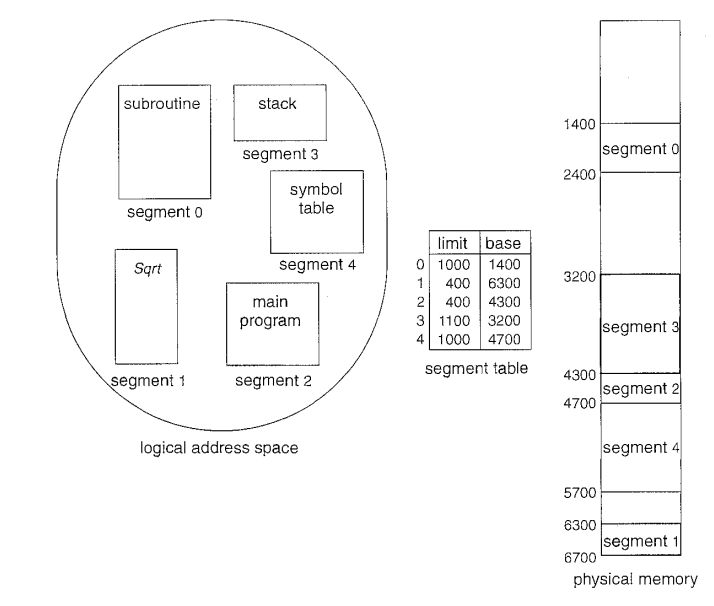 subroutine
segment 0
stack
segment 3
symbol
table
segment 4
Sqrt
segment 1
main
program
segment 2
logical address space
limit base
0 1000 1400
1 400 6300
2 400 4300
3 1100 3200
4 1000 4700
segment table
1400
segment 0
2400
3200
segment 3
4300
segment 2
4700
segment 4
5700
6300
segment 1
6700
physical memory